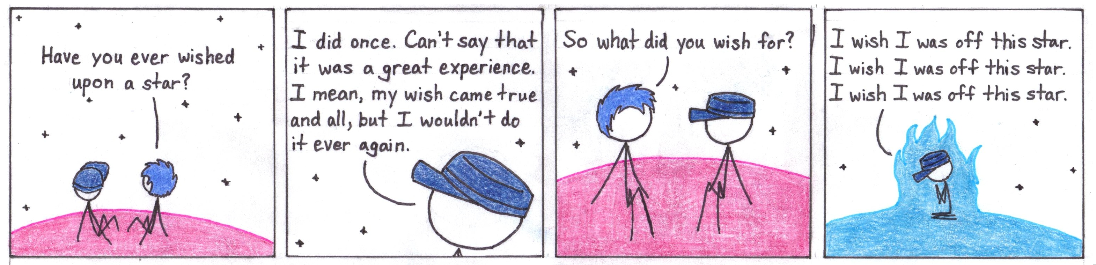 Have you ever wished
upon a star?
I did once. Can't say that
it was a great experience.
I mean, my wish came true
and all, but I wouldn't do
it ever again.
So what did you wish for?
I wish I was off this star.
I wish I was off this star.
I wish I was off this star.